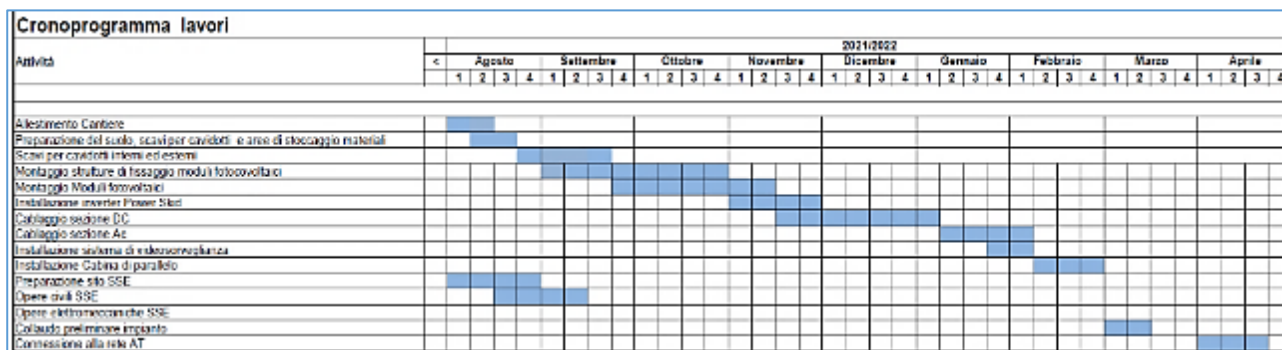 Cronoprogramma lavori
2021/2022
Attività < Agosto Settembre Ottobre Novembre Dicembre Gennaio Febbraio Marzo Aprile
1 2 3 4 1 2 3 4 1 2 3 4 1 2 3 4 1 2 3 4 1 2 3 4 1 2 3 4 1 2 3 4 1 2 3 4
Allestimento Cantiere
Preparazione del suolo, scavi per cavidotti e aree di stoccaggio materiali
Scavi per cavidotti interni ed esterni
Montaggio strutture di fissaggio moduli fotocovoltaici
Montaggio Moduli fotovoltaici
Installazione inverter Power Skid
Cablaggio sezione DC
Cablaggio sezione Ac
Installazione sistema di videosorveglianza
Installazione Cabina di parallelo
Preparazione sito SSE
Opere civili SSE
Opere elettromeccaniche SSE
Collaudo preliminare impianto
Connessione alla rete AT